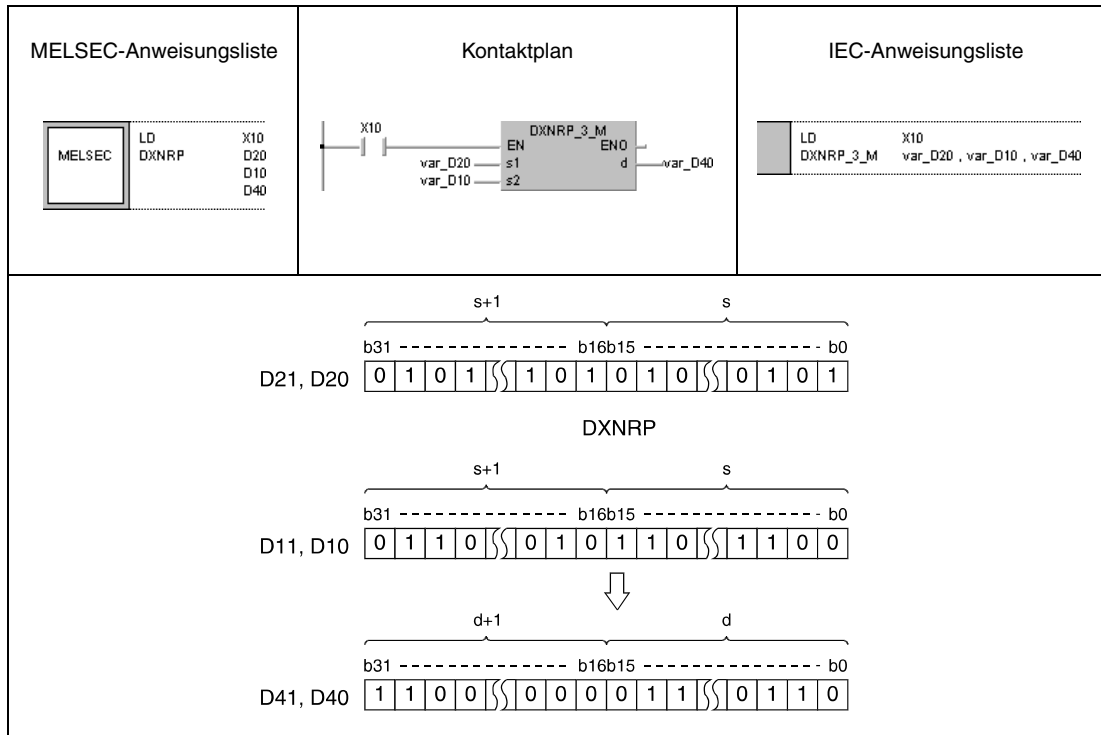 MELSEC-Anweisungsliste
MELSEC
LD X10
DXNRP D20
D10
D40
Kontaktplan
X10
DXNRP_3_M
EN ENO
var_D20 s1 d var_D40
var_D10 s2
IEC-Anweisungsliste
LD X10
DXNRP_3_M var_D20 , var_D10 , var_D40
s+1 s
b31 b16b15 b0
D21, D20 0 1 0 1 1 0 1 0 1 0 0 1 0 1
DXNRP
s+1 s
b31 b16b15 b0
D11, D10 0 1 1 0 0 1 0 1 1 0 1 1 0 0
d+1 d
b31 b16b15 b0
D41, D40 1 1 0 0 0 0 0 0 1 1 0 1 1 0